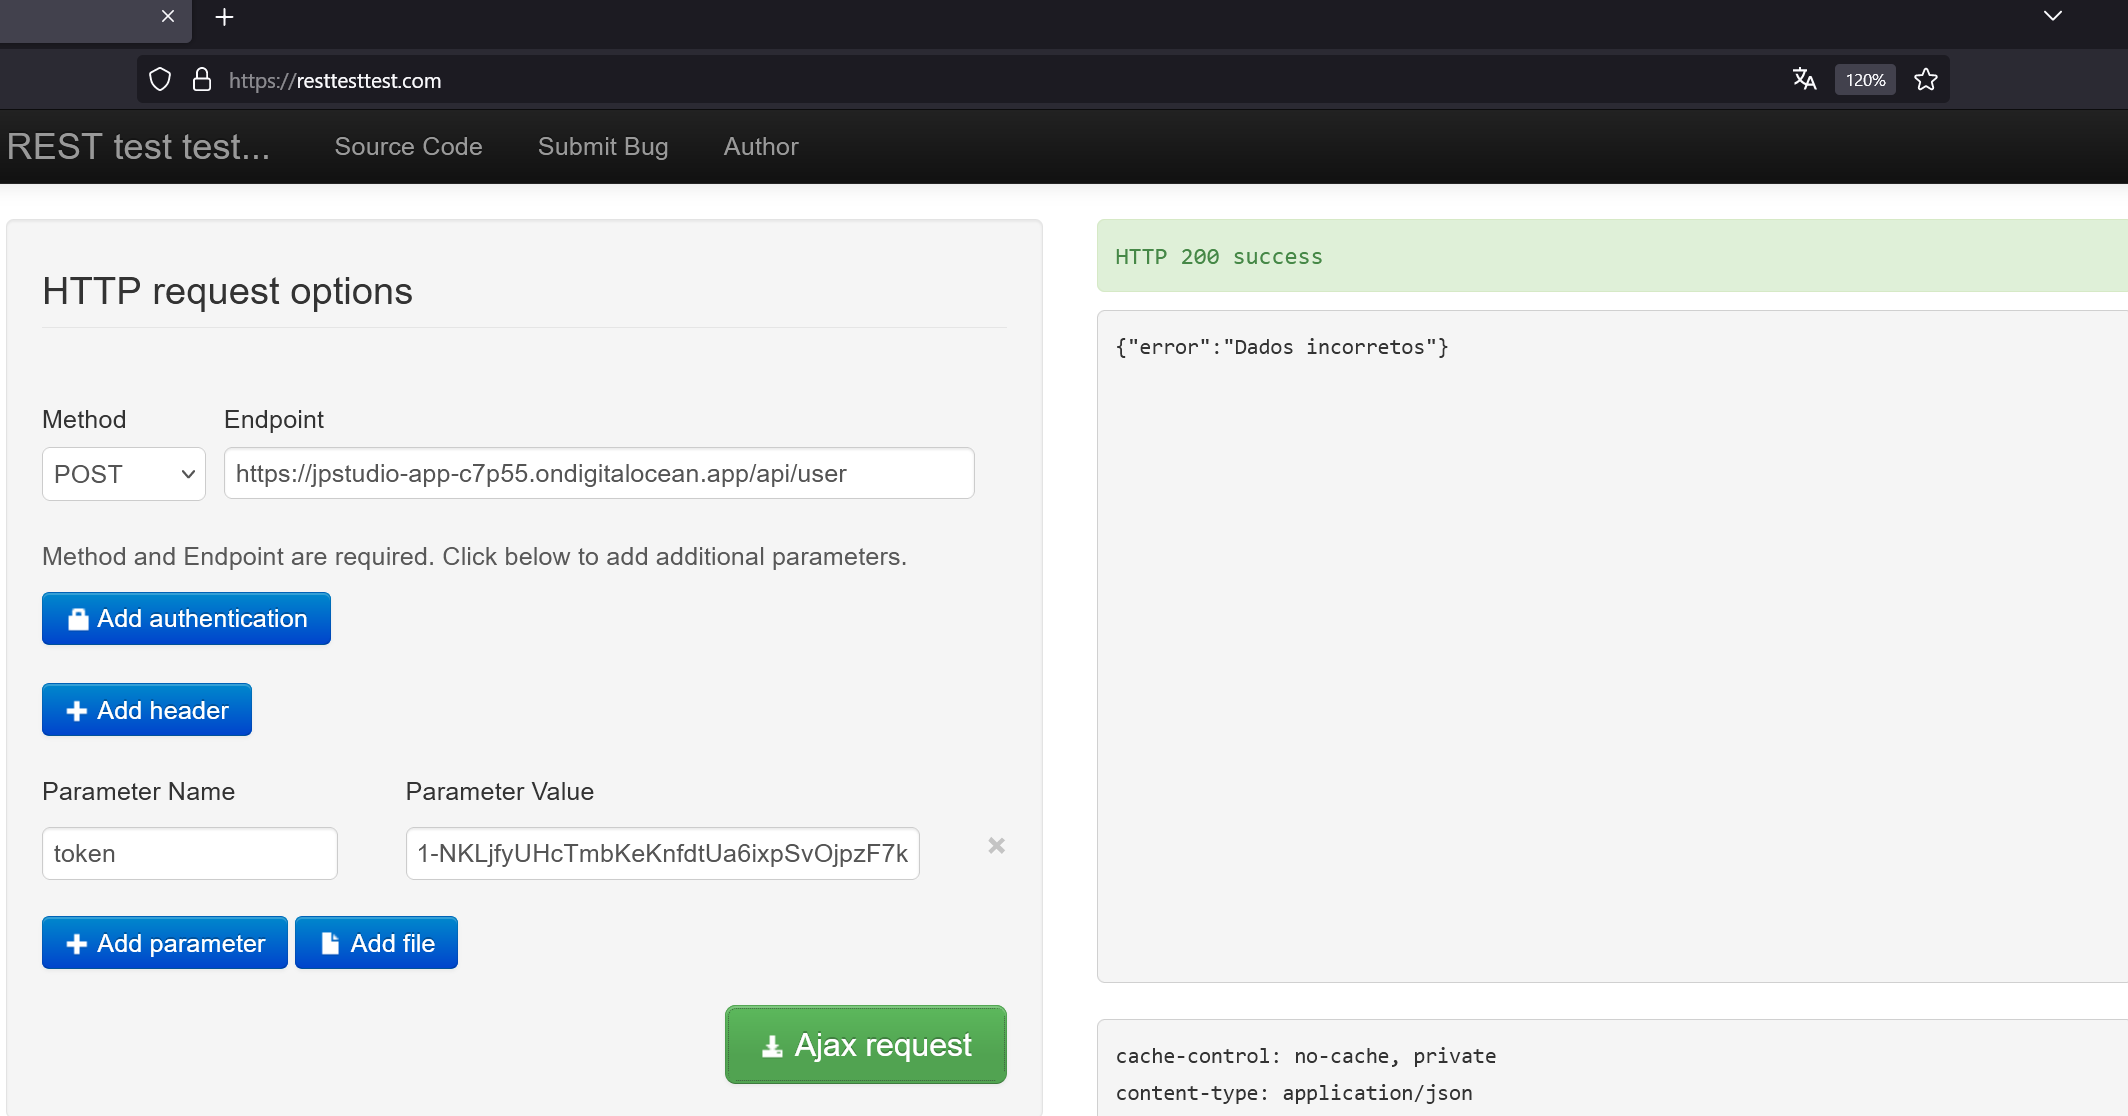 https://resttesttest.com
120%
REST test test...
Source Code
Submit Bug
Author
HTTP request options
Method
Endpoint
POST
https://jpstudio-app-c7p55.ondigitalocean.app/api/user
Method and Endpoint are required. Click below to add additional parameters.
Add authentication
Add header
Parameter Name
Parameter Value
token
1-NKLjfyUHcTmbKeKnfdtUa6ixpSvOjpzF7k
Add parameter
Add file
Ajax request
HTTP 200 success
{"error":"Dados incorretos"}
cache-control: no-cache, private
content-type: application/json